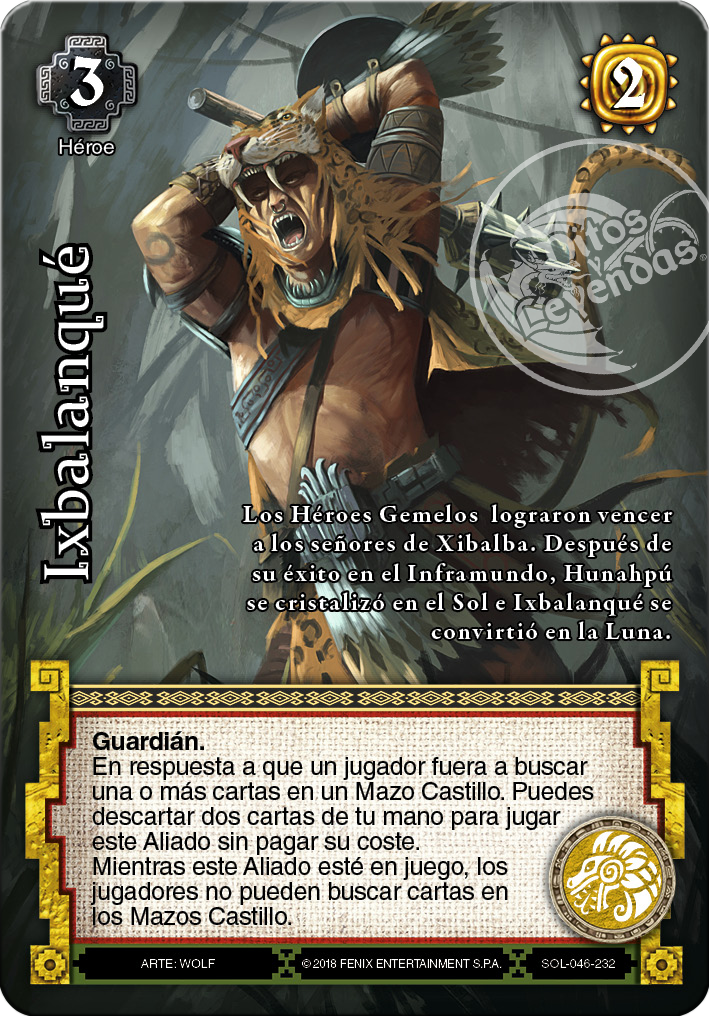 3
Héroe
2
Mitos
y
Leyendas
Ixbalanqué
Los Héroes Gemelos lograron vencer
a los señores de Xibalba. Después de
su éxito en el Inframundo, Hunahpú
se cristalizó en el Sol e Ixbalanqué se
convirtió en la Luna.
Guardián.
En respuesta a que un jugador fuera a buscar
una o más cartas en un Mazo Castillo. Puedes
descartar dos cartas de tu mano para jugar
este Aliado sin pagar su coste.
Mientras este Aliado esté en juego, los
jugadores no pueden buscar cartas en
los Mazos Castillo.
ARTE: WOLF
© 2018 FENIX ENTERTAINMENT S.P.A.
SOL-046-232